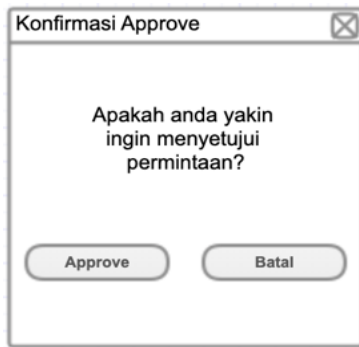 Konfirmasi Approve
Apakah anda yakin
ingin menyetujui
permintaan?
Approve
Batal